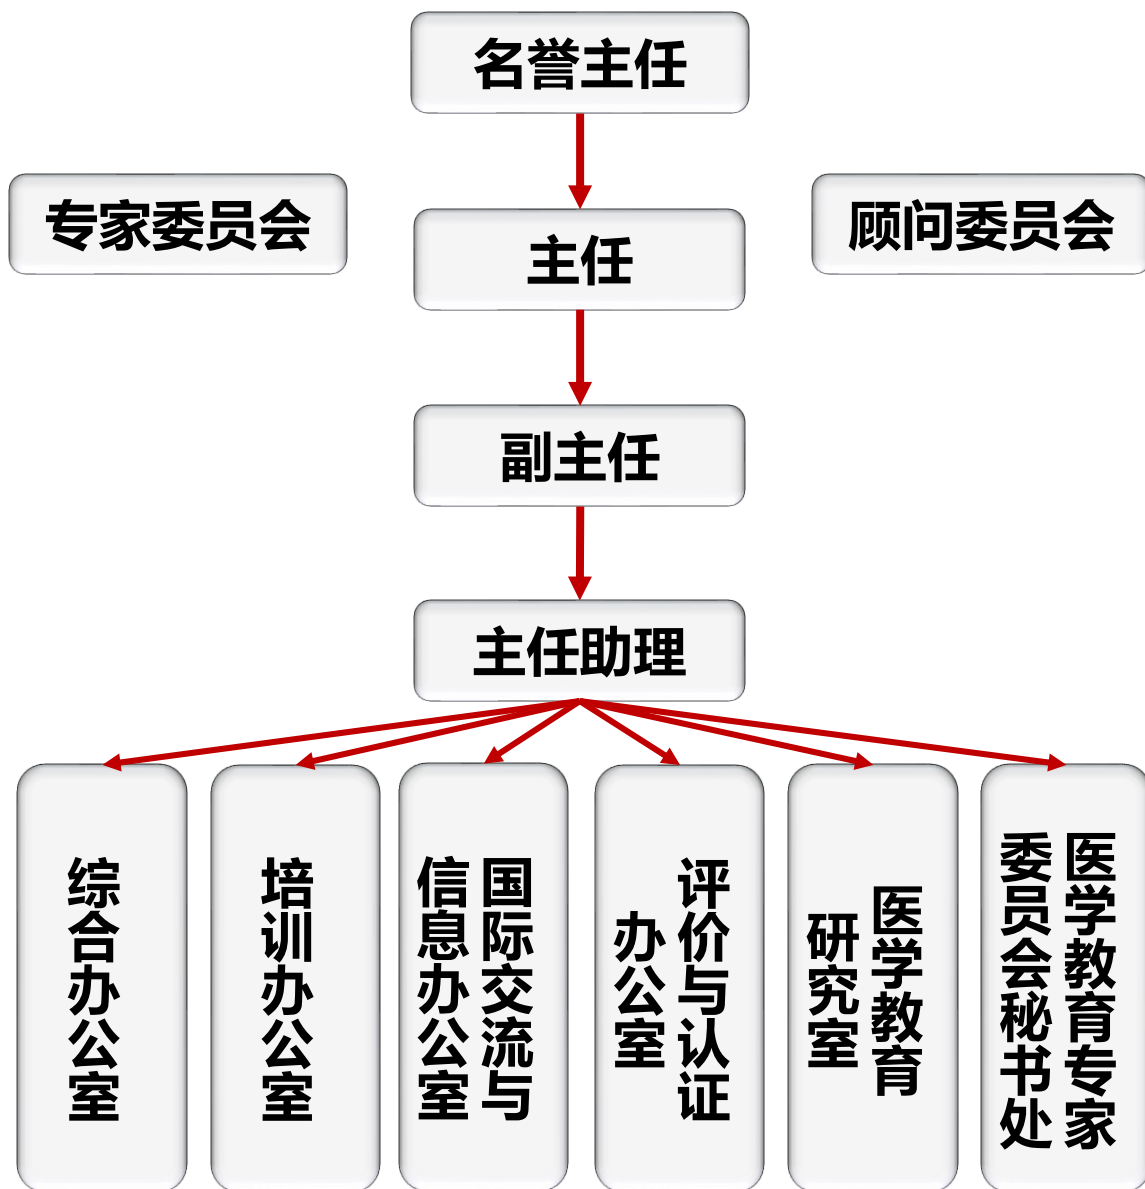 名誉主任
专家委员会
顾问委员会
主任
副主任
主任助理
综合办公室
培训办公室
国际交流与
信息办公室
评价与认证
办公室
医学教育
研究室
医学教育专家
委员会秘书处